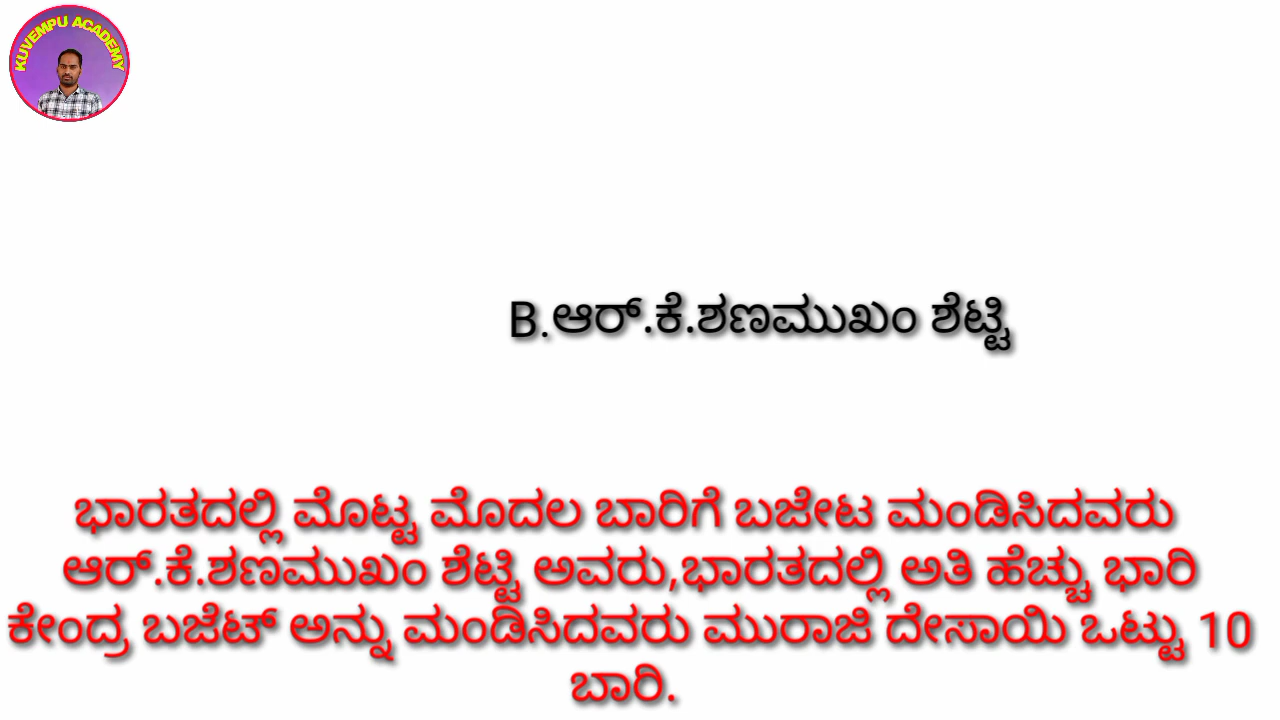 KUVEMPU ACADEMY
B.ಆರ್.ಕೆ.ಶಣಮುಖಂ ಶೆಟ್ಟಿ
ಭಾರತದಲ್ಲಿ ಮೊಟ್ಟ ಮೊದಲ ಬಾರಿಗೆ ಬಜೇಟ ಮಂಡಿಸಿದವರು
ಆರ್.ಕೆ.ಶಣಮುಖಂ ಶೆಟ್ಟಿ ಅವರು,ಭಾರತದಲ್ಲಿ ಅತಿ ಹೆಚ್ಚು ಭಾರಿ
ಕೇಂದ್ರ ಬಜೆಟ್ ಅನ್ನು ಮಂಡಿಸಿದವರು ಮುರಾಜಿ ದೇಸಾಯಿ ಒಟ್ಟು 10
ಬಾರಿ.